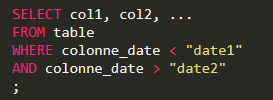 SELECT col1, col2, ...
FROM table
WHERE colonne_date < "date1"
AND colonne_date > "date2"
;